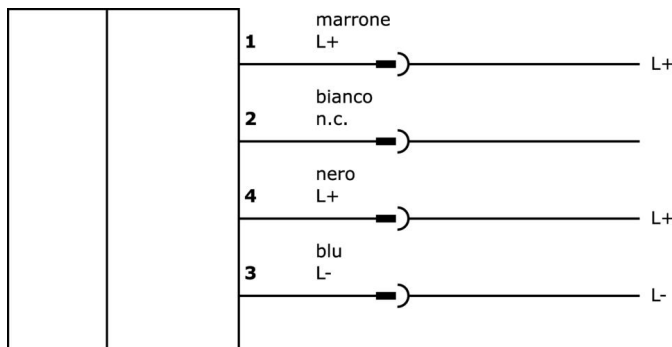 marrone
1 L+ L+
bianco
2 n.c.
nero
4 L+ L+
blu
3 L- L-